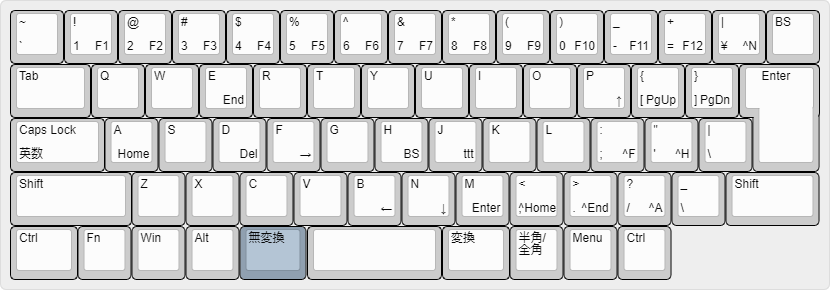 ~ ! @ # $ % ^ & * ( ) _ + | BS
` 1 F1 2 F2 3 F3 4 F4 5 F5 6 F6 7 F7 8 F8 9 F9 0 F10 - F11 = F12 ¥ ^N
Tab Q W E R T Y U I O P { } Enter
End ↑ [ PgUp ] PgDn
Caps Lock A S D F G H J K L : " |
英数 Home Del → BS ttt ; ^F ' ^H \
Shift Z X C V B N M < > ? _ Shift
← ↓ Enter , ^Home . ^End / ^A \
Ctrl Fn Win Alt 無変換 変換 半角/ Menu Ctrl
全角